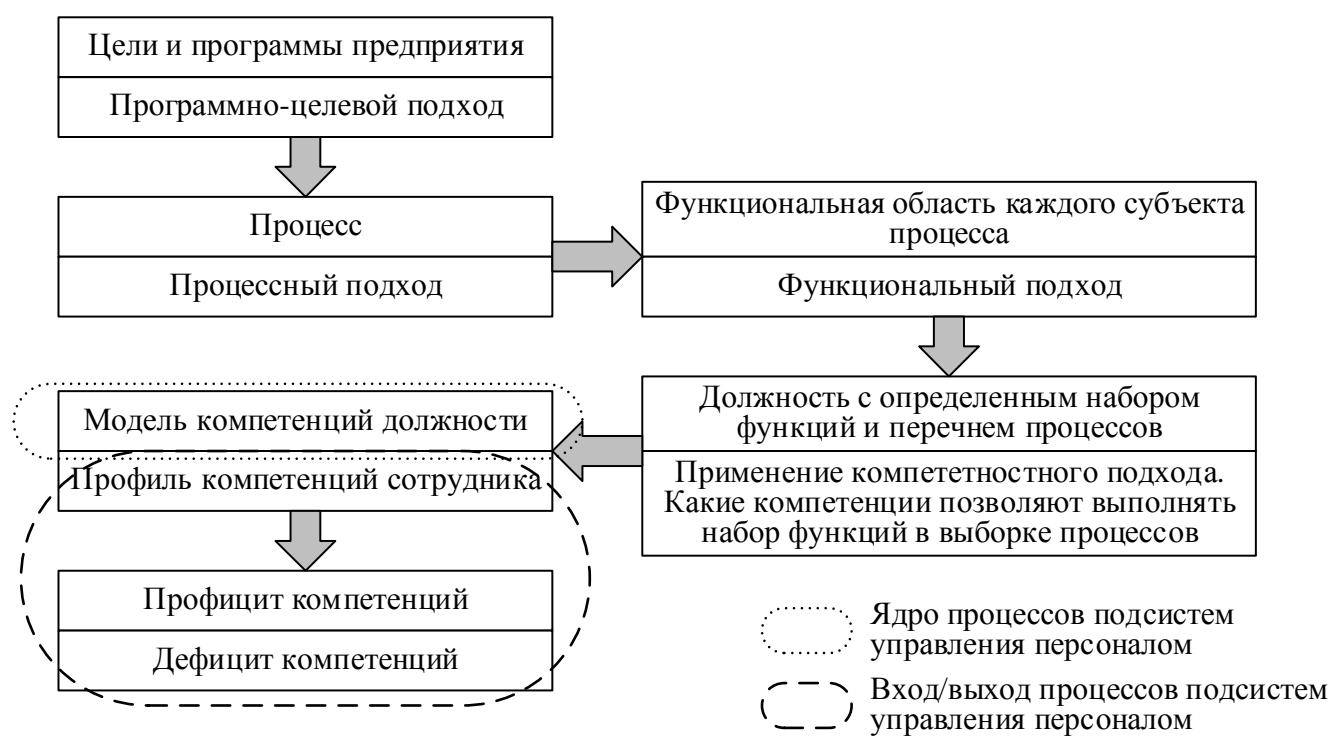 Цели и программы предприятия
Программно-целевой подход
Процесс
Процессный подход
Функциональная область каждого субъекта
процесса
Функциональный подход
Должность с определенным набором
функций и перечнем процессов
Применение компететностного подхода.
Какие компетенции позволяют выполнять
набор функций в выборке процессов
Модель компетенций должности
Профиль компетенций сотрудника
Профицит компетенций
Дефицит компетенций
Ядро процессов подсистем
управления персоналом
Вход/выход процессов подсистем
управления персоналом